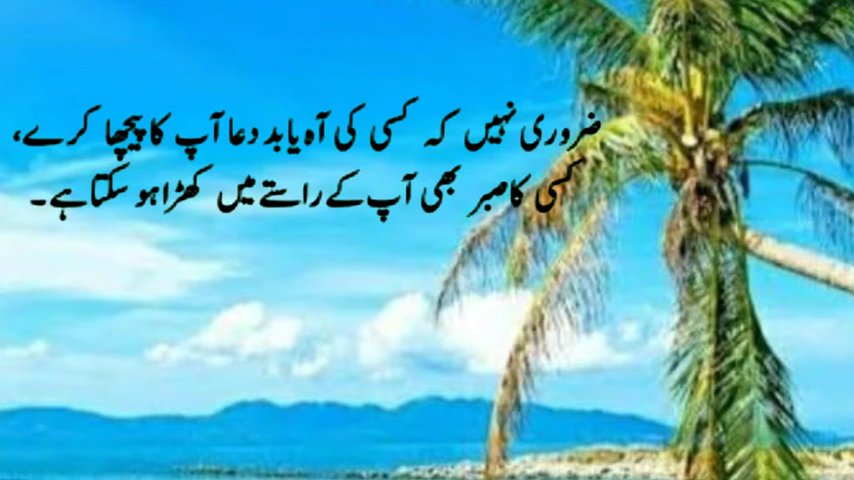 ضروری نہیں کہ کسی کی آہ یا بد دعا آپ کا پیچھا کرے،
کسی کا صبر بھی آپ کے راستے میں کھڑا ہو سکتا ہے۔